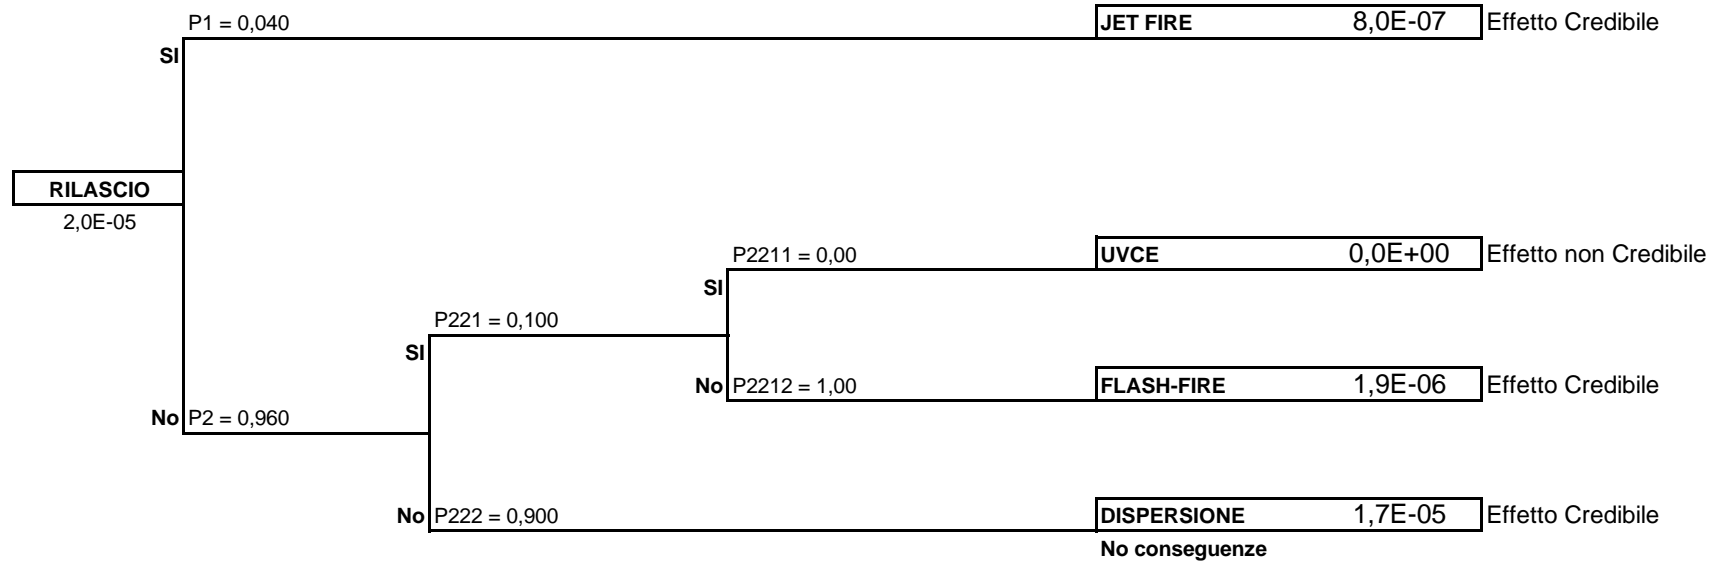 P1 = 0,040
JET FIRE 8,0E-07 Effetto Credibile
SI
RILASCIO
2,0E-05
P2211 = 0,00
UVCE 0,0E+00 Effetto non Credibile
SI
P221 = 0,100
SI
No P2212 = 1,00
FLASH-FIRE 1,9E-06 Effetto Credibile
No P2 = 0,960
No P222 = 0,900
DISPERSIONE 1,7E-05 Effetto Credibile
No conseguenze